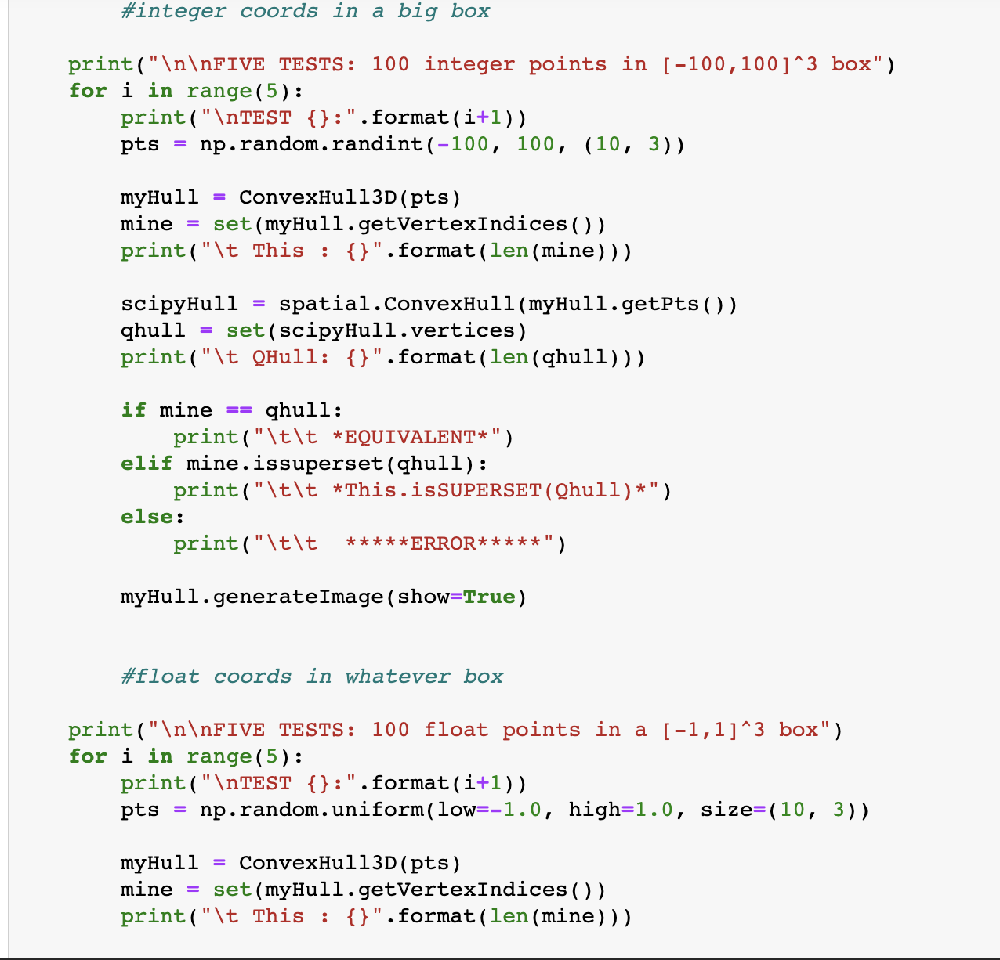 #integer coords in a big box
print("\n\nFIVE TESTS: 100 integer points in [-100,100]^3 box")
for i in range(5):
    print("\nTEST {}:".format(i+1))
    pts = np.random.randint(-100, 100, (10, 3))
    myHull = ConvexHull3D(pts)
    mine = set(myHull.getVertexIndices())
    print("\t This : {}".format(len(mine)))
    scipyHull = spatial.ConvexHull(myHull.getPts())
    qhull = set(scipyHull.vertices)
    print("\t QHull: {}".format(len(qhull)))
    if mine == qhull:
        print("\t\t *EQUIVALENT*")
    elif mine.issuperset(qhull):
        print("\t\t *This.isSUPERSET(Qhull)*")
    else:
        print("\t\t  *****ERROR*****")
    myHull.generateImage(show=True)
    #float coords in whatever box
print("\n\nFIVE TESTS: 100 float points in a [-1,1]^3 box")
for i in range(5):
    print("\nTEST {}:".format(i+1))
    pts = np.random.uniform(low=-1.0, high=1.0, size=(10, 3))
    myHull = ConvexHull3D(pts)
    mine = set(myHull.getVertexIndices())
    print("\t This : {}".format(len(mine)))